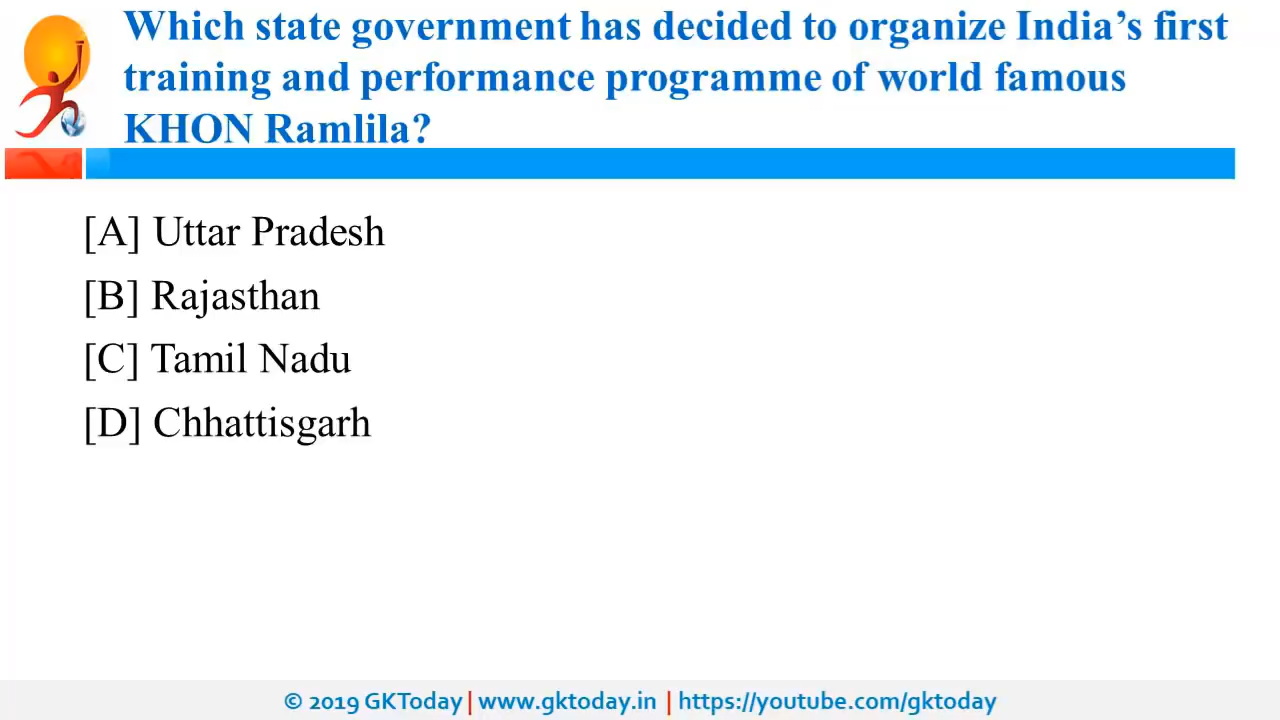 Which state government has decided to organize India’s first
training and performance programme of world famous
KHON Ramlila?
[A] Uttar Pradesh
[B] Rajasthan
[C] Tamil Nadu
[D] Chhattisgarh
© 2019 GKToday | www.gktoday.in | https://youtube.com/gktoday